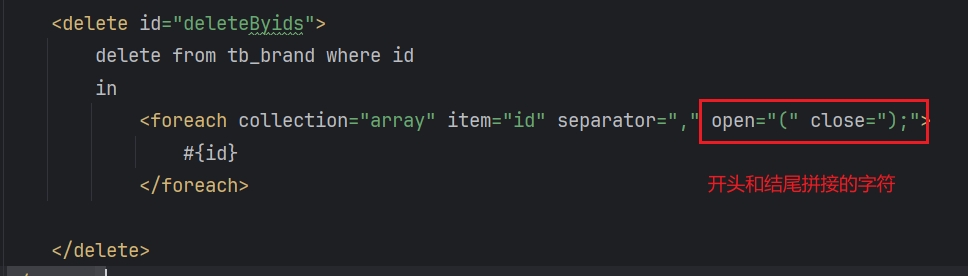 <delete id="deleteByids">
delete from tb_brand where id
in
<foreach collection="array" item="id" separator="," open="(" close=");">
#{id}
</foreach>
开头和结尾拼接的字符
</delete>